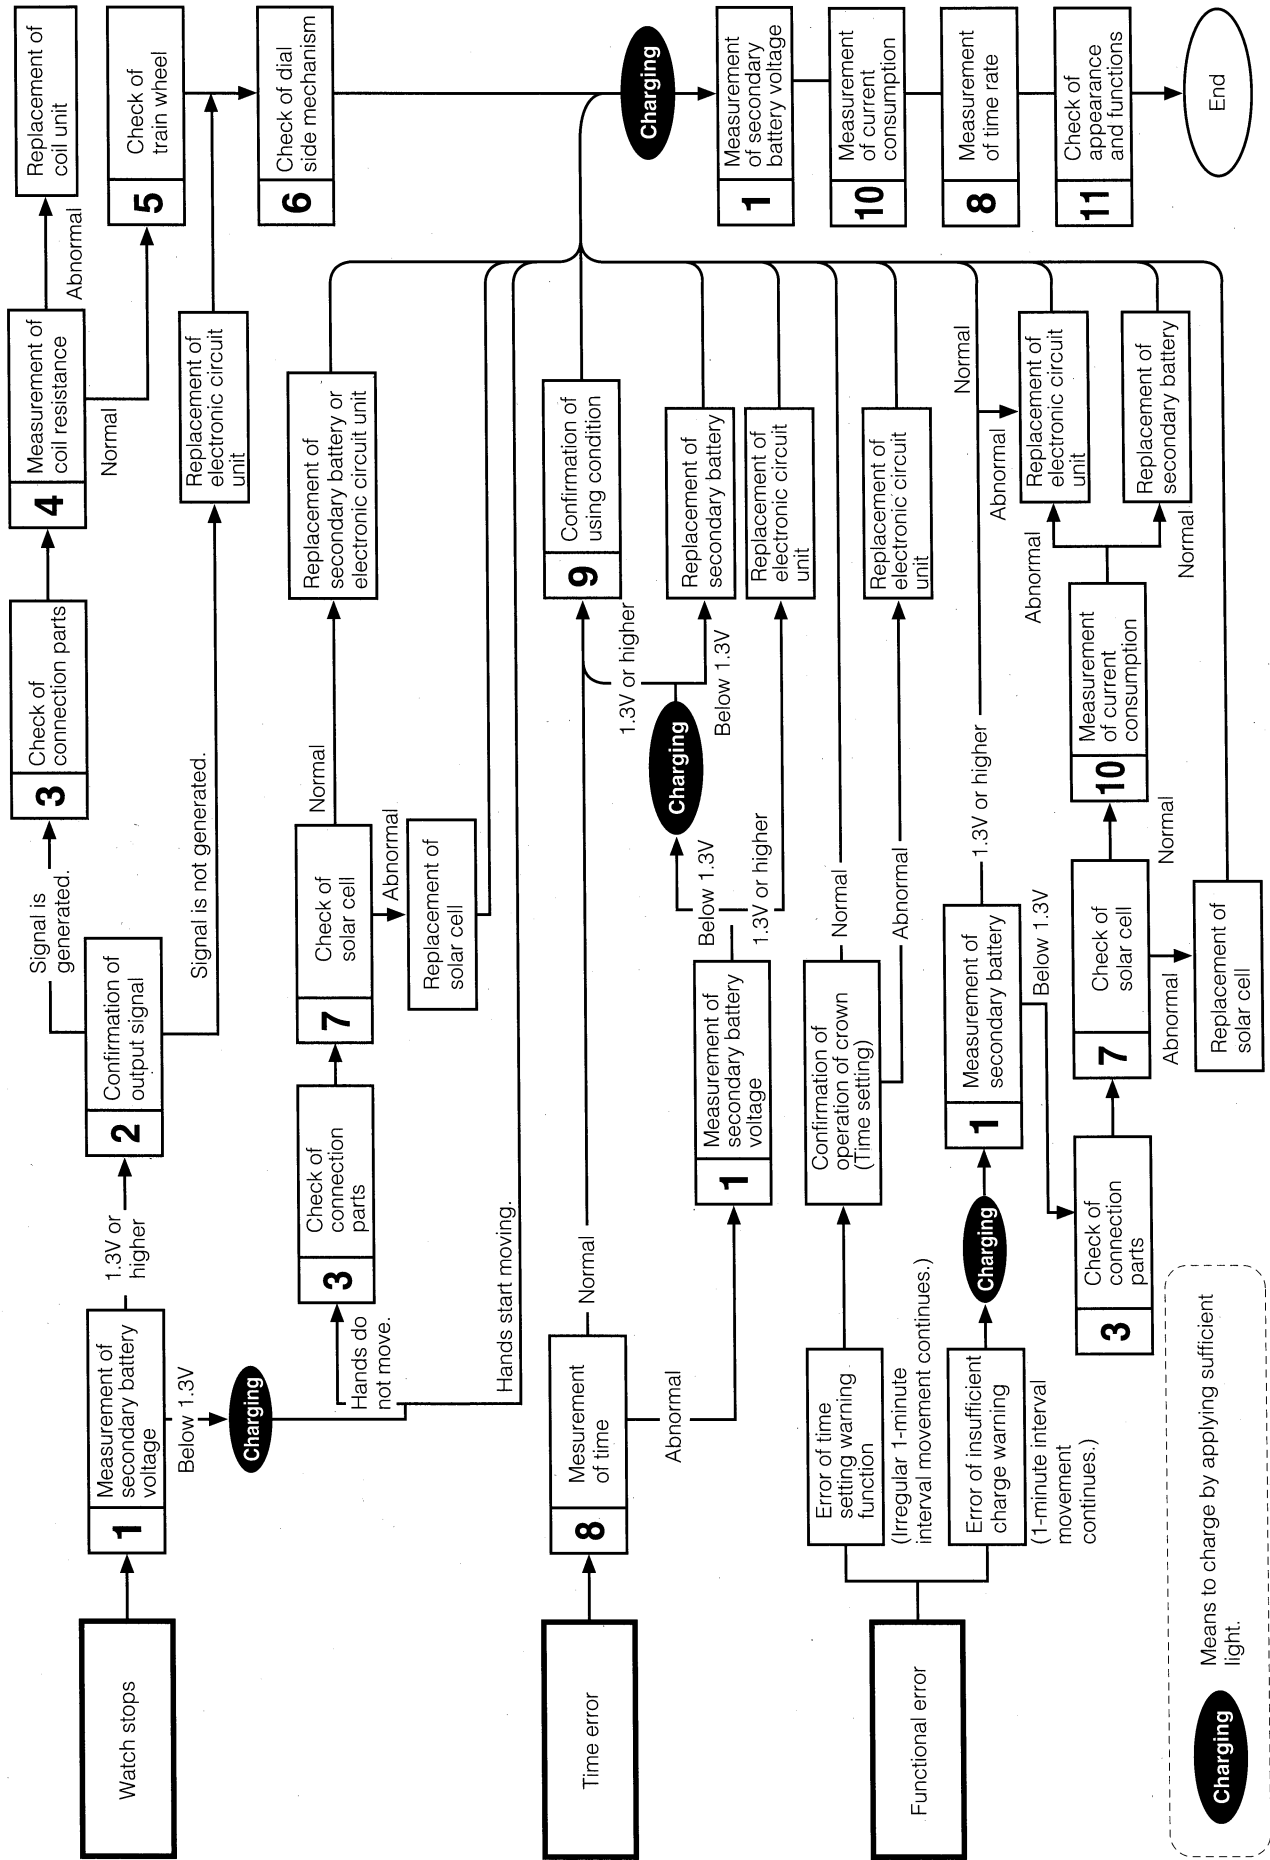 Watch stops
1
Measurement of
secondary battery
voltage
1.3V or
higher
Below 1.3V
Charging
2
Confirmation of
output signal
Signal is
generated.
Signal is not generated.
3
Check of
connection parts
4
Measurement of
coil resistance
Abnormal
Normal
Replacement of
coil unit
5
Check of
train wheel
Replacement of
electronic circuit
unit
6
Check of dial
side mechanism
Hands do
not move.
Hands start moving.
3
Check of
connection
parts
7
Check of
solar cell
Normal
Abnormal
Replacement of
solar cell
Replacement of
secondary battery or
electronic circuit unit
Time error
8
Mesurement
of time
Normal
Abnormal
1
Measurement of
secondary battery
voltage
Below 1.3V
1.3V or higher
Charging
1.3V or higher
Below 1.3V
9
Confirmation of
using condition
Replacement of
secondary battery
Replacement of
electronic circuit
unit
Functional error
Error of time
setting warning
function
(Irregular 1-minute
interval movement continues.)
Confirmation of
operation of crown
(Time setting)
Normal
Abnormal
Replacement of
electronic circuit
unit
Error of insufficient
charge warning
(1-minute interval
movement
continues.)
Charging
1
Measurement of
secondary battery
1.3V or higher
Below 1.3V
Normal
Abnormal
3
Check of
connection
parts
7
Check of
solar cell
Normal
Abnormal
Replacement of
solar cell
10
Measurement
of current
consumption
Abnormal
Normal
Replacement of
electronic circuit
unit
Replacement of
secondary battery
Charging
1
Measurement
of secondary
battery voltage
10
Measurement
of current
consumption
8
Measurement
of time rate
11
Check of
appearance
and functions
End
Charging
Means to charge by applying sufficient
light.